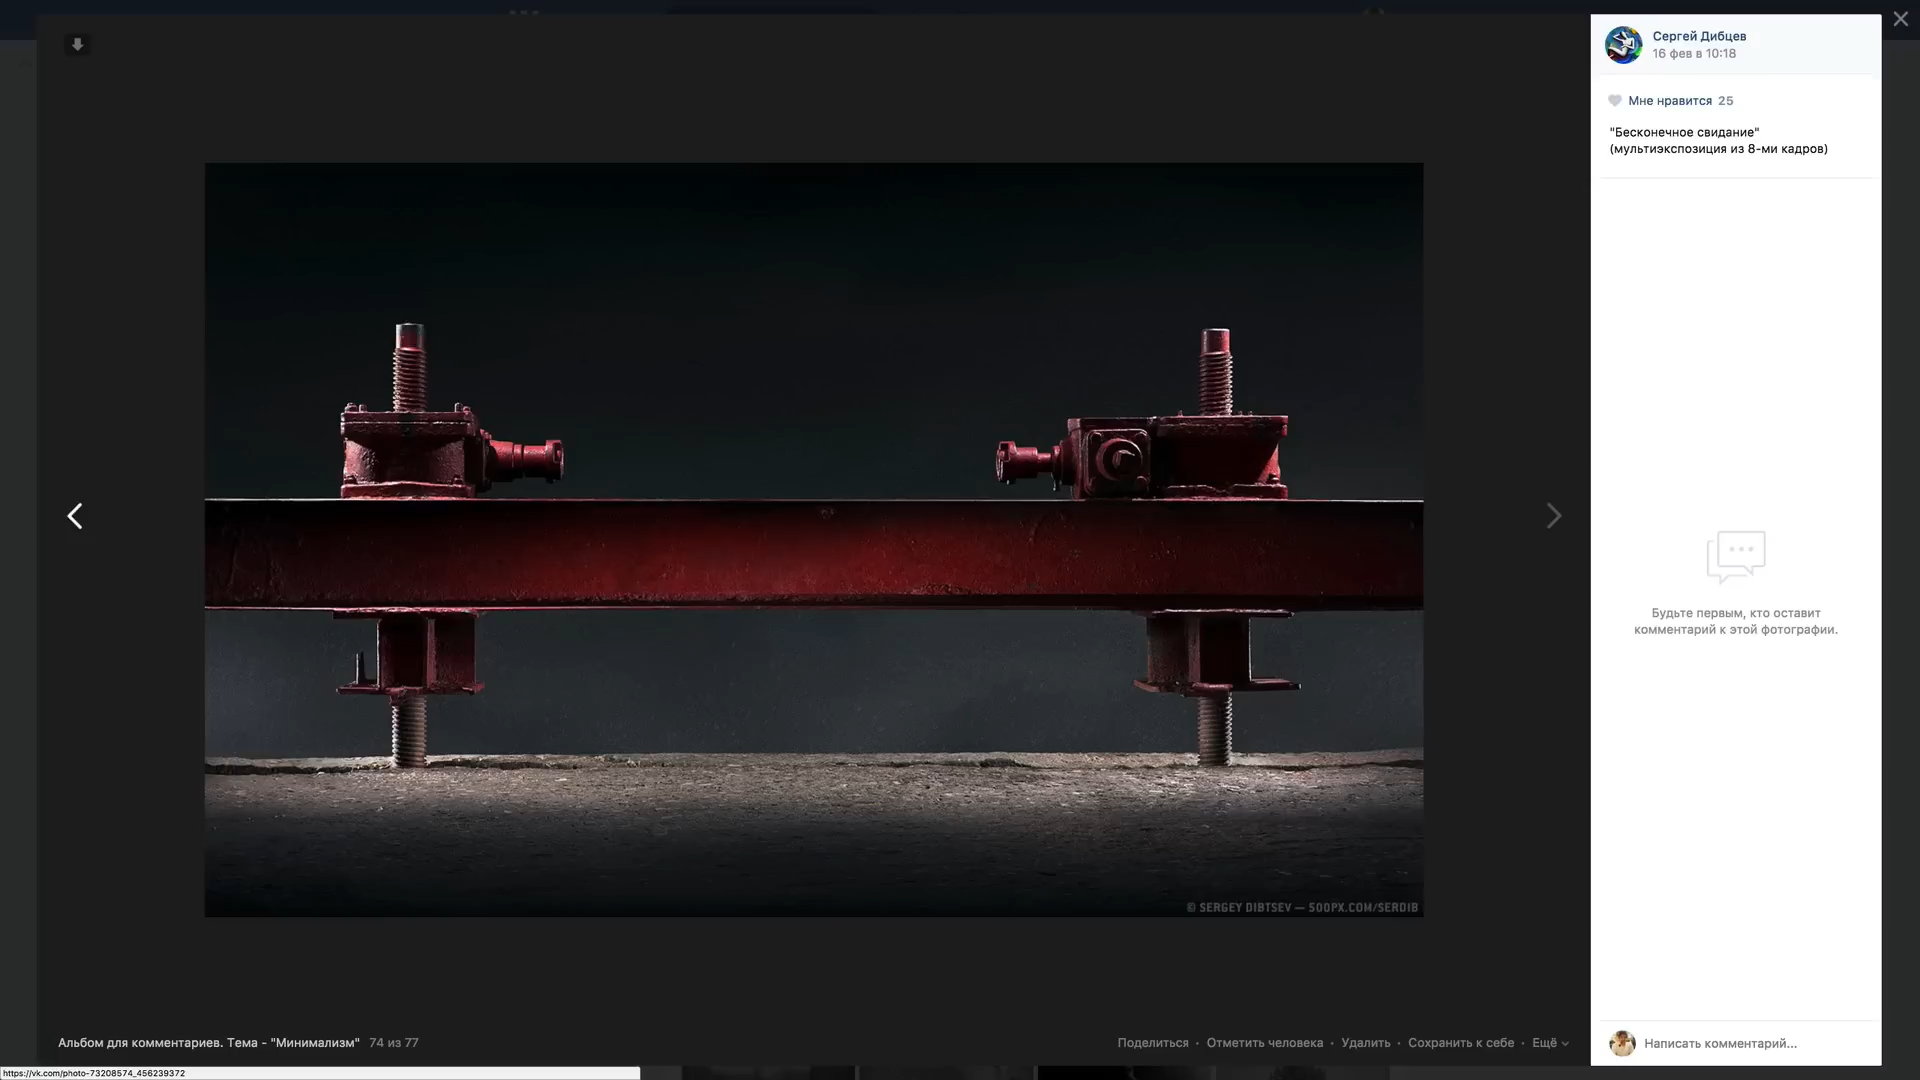 Сергей Дибцев
16 фев в 10:18
Мне нравится 25
"Бесконечное свидание"
(мультиэкспозиция из 8-ми кадров)
Будьте первым, кто оставит
комментарий к этой фотографии.
© SERGEY DIBTSEV — 500PX.COM/SERDIB
Альбом для комментариев. Тема - "Минимализм" 74 из 77
Поделиться · Отметить человека · Удалить · Сохранить к себе · Ещё
Написать комментарий...
https://vk.com/photo-73208574_456239372